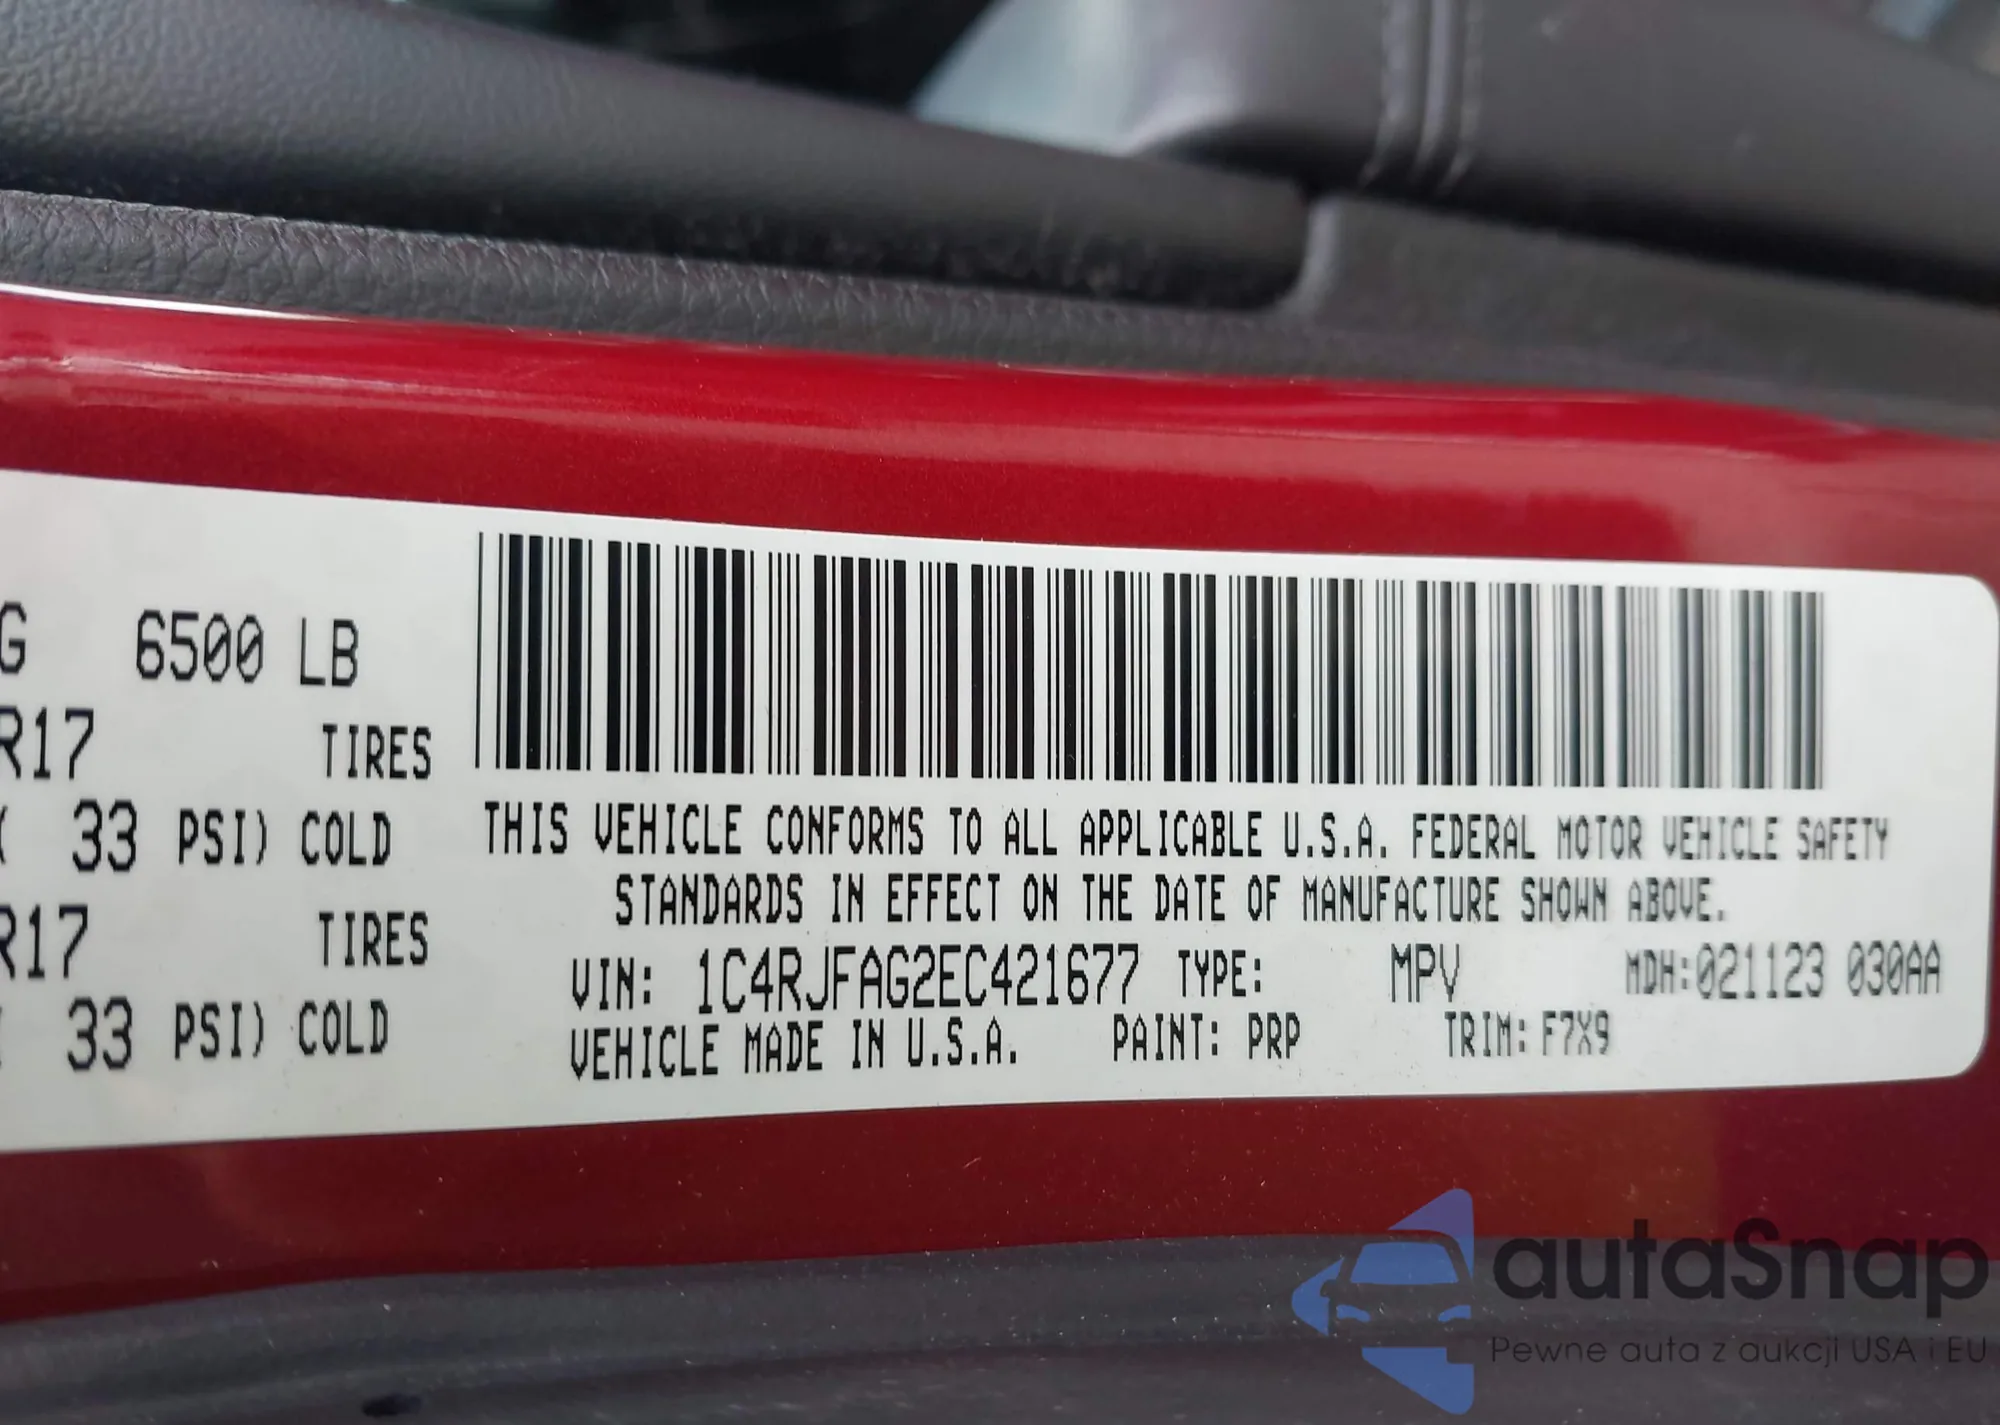 G 6500 LB
R17 TIRES
( 33 PSI) COLD
R17 TIRES
33 PSI) COLD
THIS VEHICLE CONFORMS TO ALL APPLICABLE U.S.A. FEDERAL MOTOR VEHICLE SAFETY
STANDARDS IN EFFECT ON THE DATE OF MANUFACTURE SHOWN ABOVE.
VIN: 1C4RJFAG2EC421677 TYPE: MPV MDH:021123 030AA
VEHICLE MADE IN U.S.A. PAINT: PRP TRIM: F7X9
autaSnap
Pewne auta z aukcji USA i EU